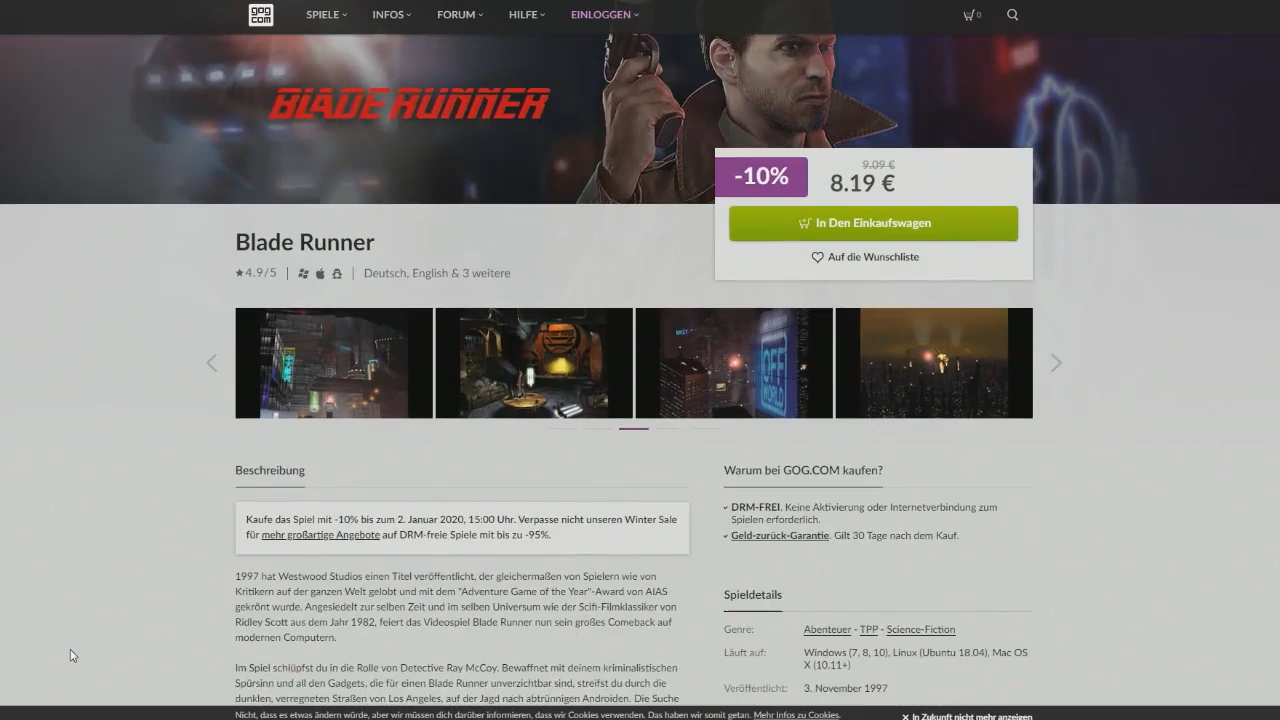 gog
com
SPIELE
INFOS
FORUM
HILFE
EINLOGGEN
0
BLADE RUNNER
-10%
9.09 €
8.19 €
In Den Einkaufswagen
Auf die Wunschliste
Blade Runner
4.9/5
Deutsch, English & 3 weitere
OFF
WORLD
Beschreibung
Kaufe das Spiel mit -10% bis zum 2. Januar 2020, 15:00 Uhr. Verpasse nicht unseren Winter Sale
für mehr großartige Angebote auf DRM-freie Spiele mit bis zu -95%.
1997 hat Westwood Studios einen Titel veröffentlicht, der gleichermaßen von Spielern wie von
Kritikern auf der ganzen Welt gelobt und mit dem "Adventure Game of the Year"-Award von AIAS
gekrönt wurde. Angesiedelt zur selben Zeit und im selben Universum wie der Scifi-Filmklassiker von
Ridley Scott aus dem Jahr 1982, feiert das Videospiel Blade Runner nun sein großes Comeback auf
modernen Computern.
Im Spiel schlüpfst du in die Rolle von Detective Ray McCoy. Bewaffnet mit deinem kriminalistischen
Spürsinn und all den Gadgets, die für einen Blade Runner unverzichtbar sind, streifst du durch die
dunklen, verregneten Straßen von Los Angeles, auf der Jagd nach abtrünnigen Androiden. Die Suche
Warum bei GOG.COM kaufen?
DRM-FREI. Keine Aktivierung oder Internetverbindung zum
Spielen erforderlich.
Geld-zurück-Garantie. Gilt 30 Tage nach dem Kauf.
Spieldetails
Genre: Abenteuer - TPP - Science-Fiction
Läuft auf: Windows (7, 8, 10), Linux (Ubuntu 18.04), Mac OS
X (10.11+)
Veröffentlicht: 3. November 1997
Nicht, dass es etwas ändern würde, aber wir müssen dich darüber informieren, dass wir Cookies verwenden. Das haben wir somit getan. Mehr Infos zu Cookies.
In Zukunft nicht mehr anzeigen